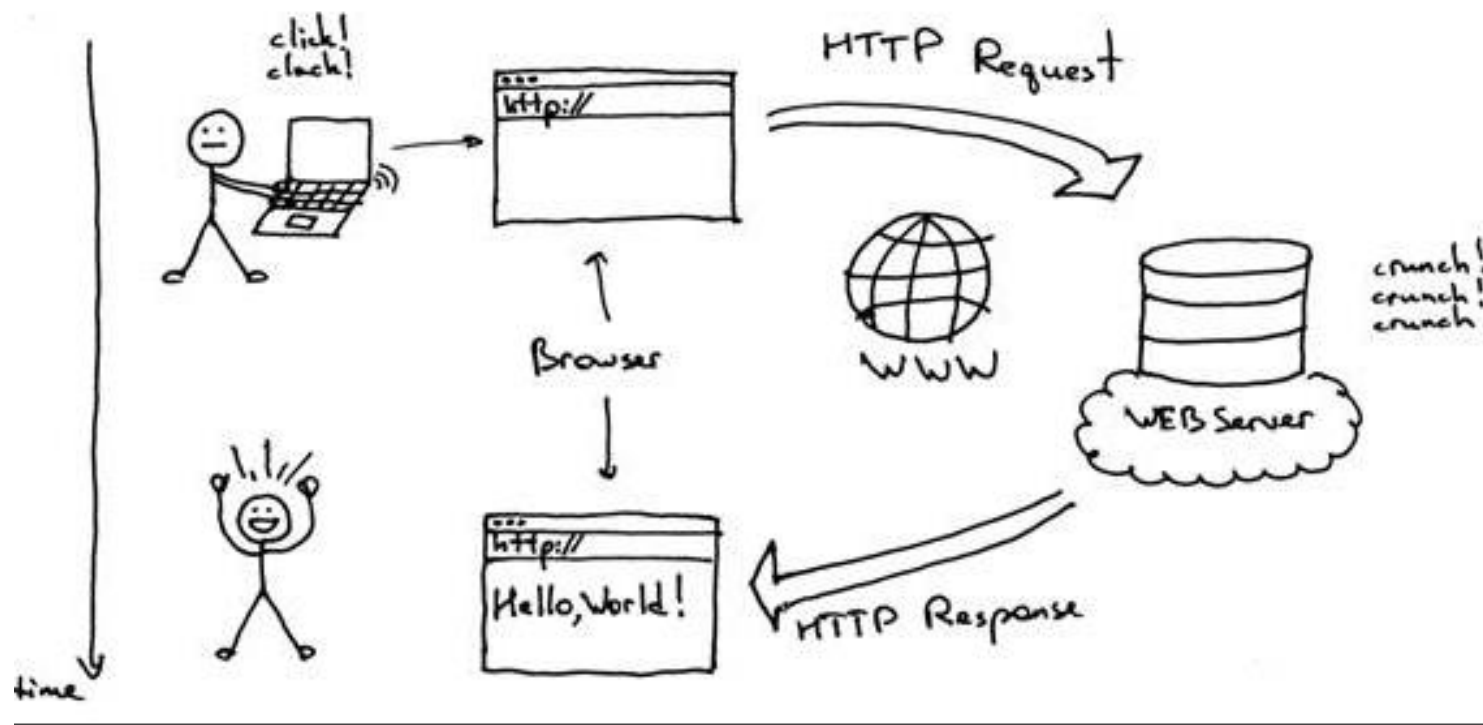 click!
clack!
http://
HTTP Request
crunch!
crunch!
crunch
WWW
Browser
WEB Server
http://
Hello, World!
HTTP Response
time